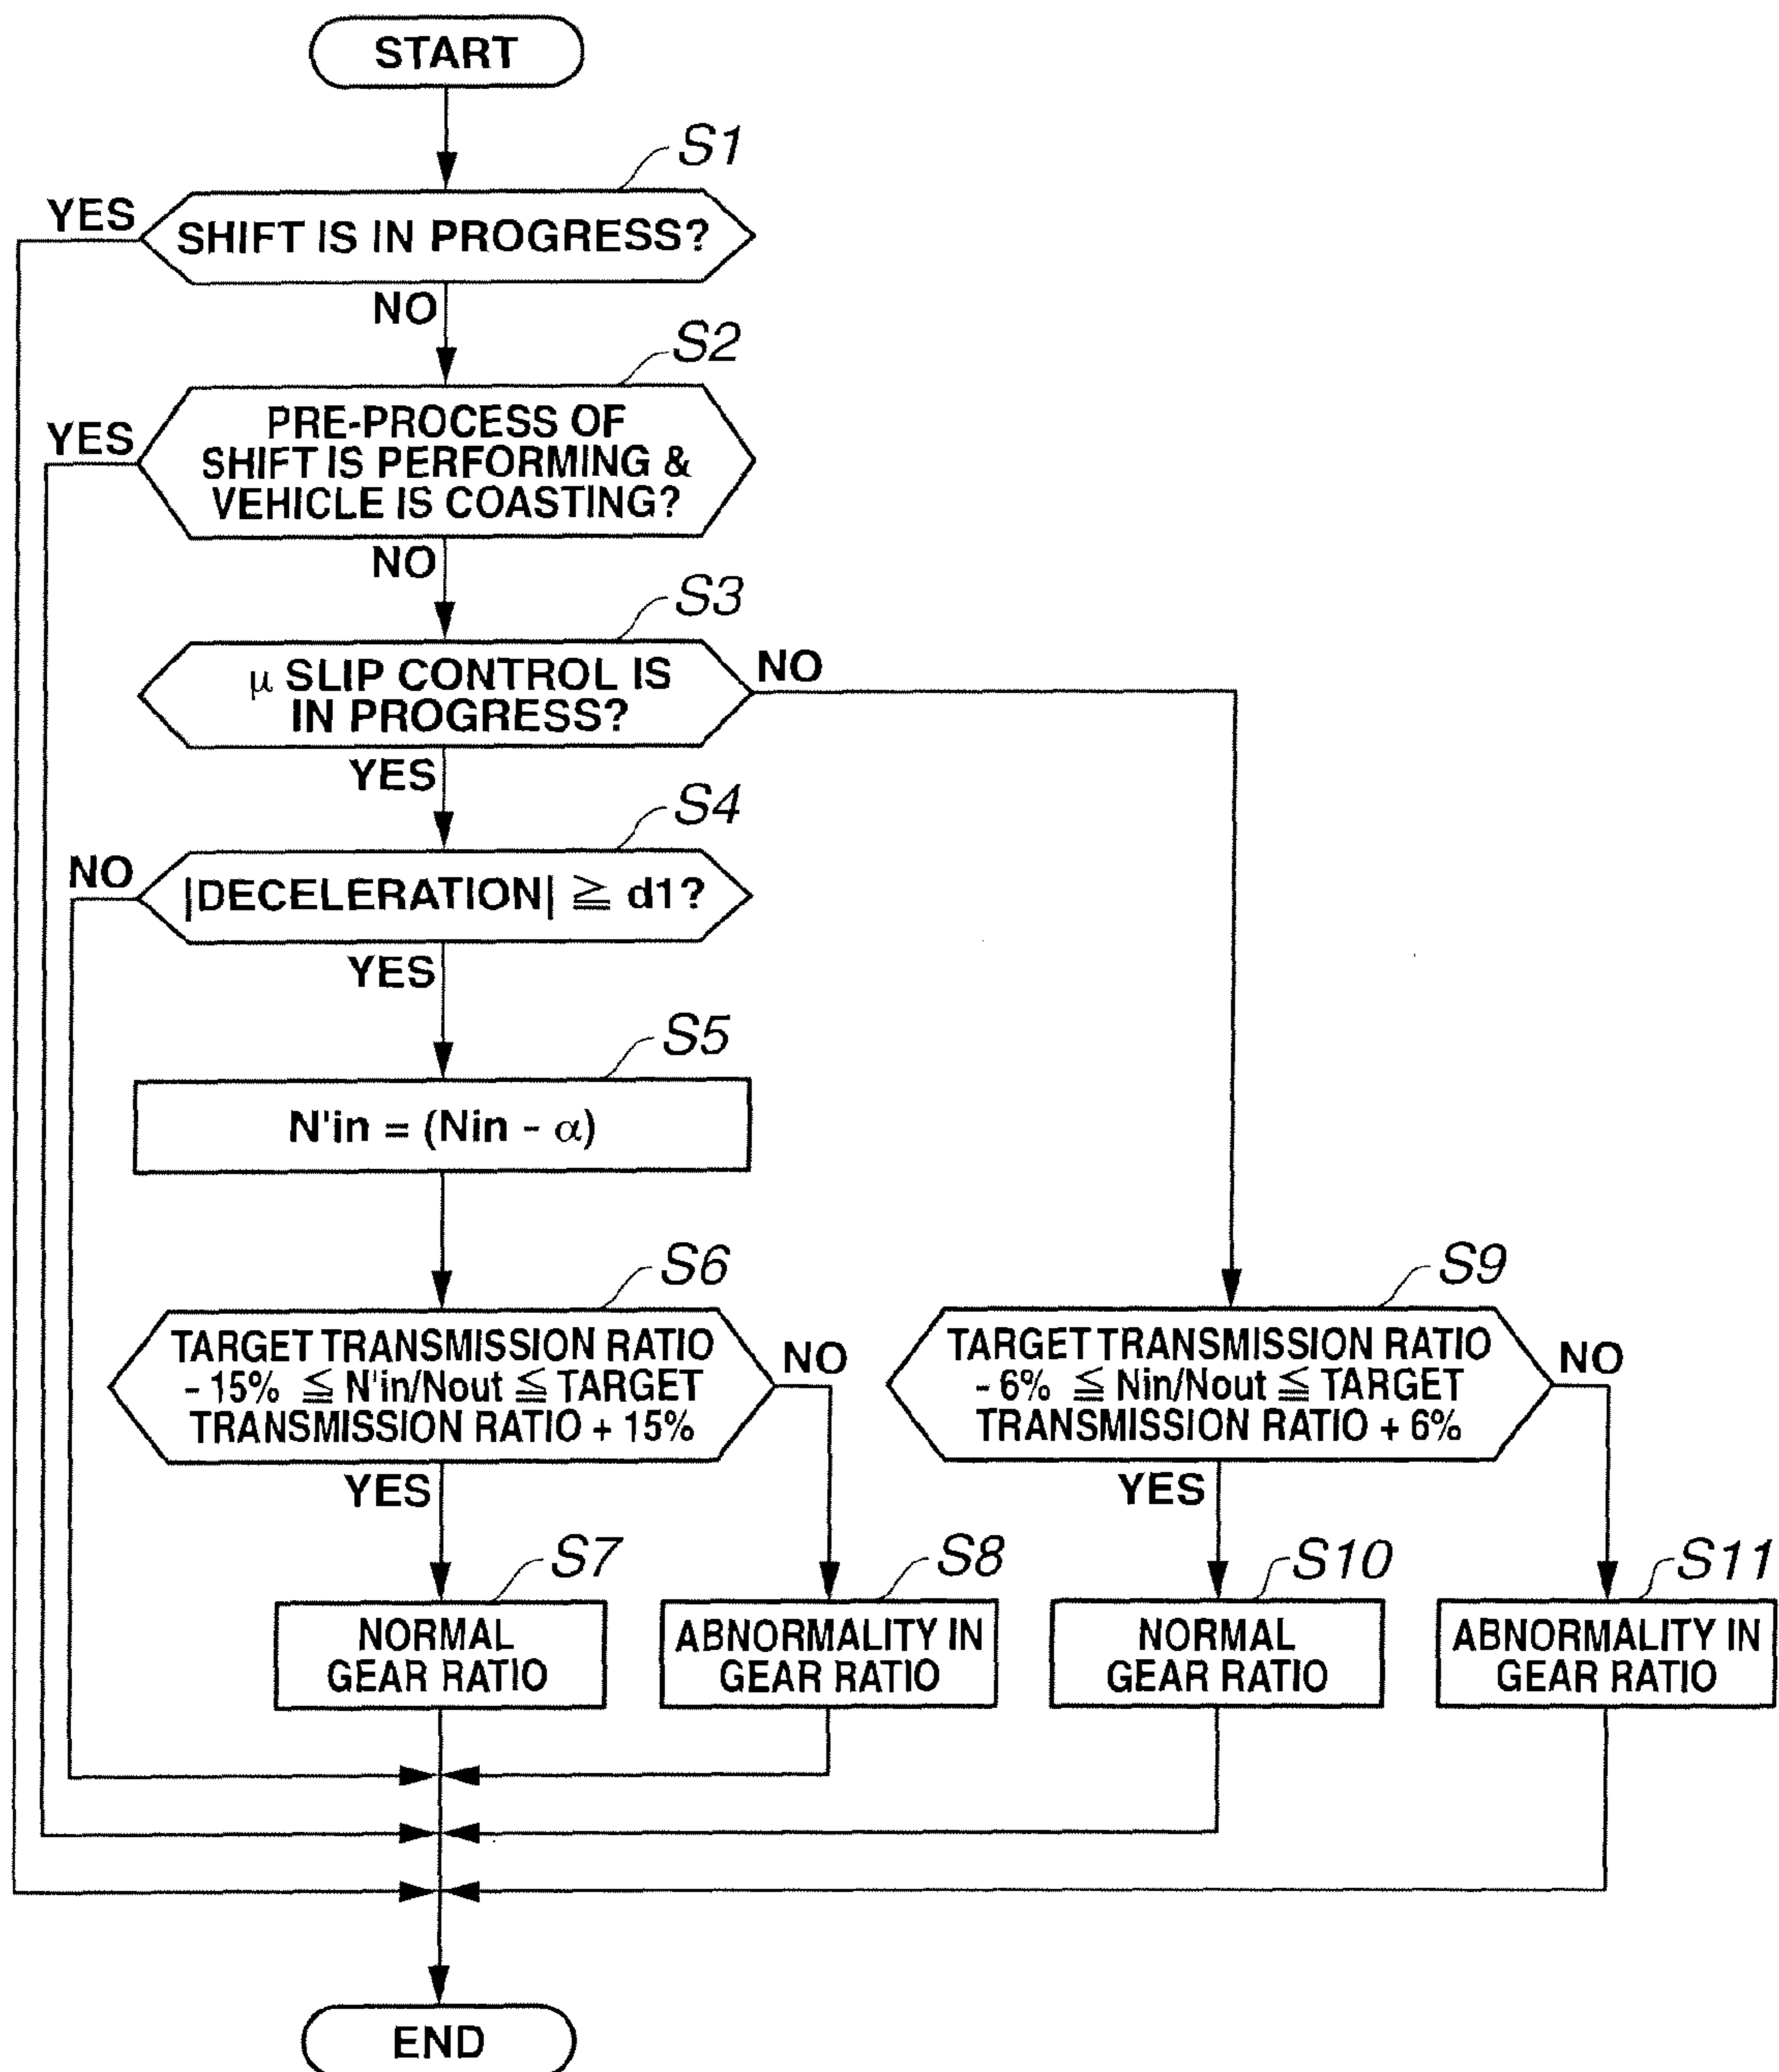 START
S1
YES
SHIFT IS IN PROGRESS?
NO
S2
YES
PRE-PROCESS OF
SHIFT IS PERFORMING &
VEHICLE IS COASTING?
NO
S3
μ SLIP CONTROL IS
IN PROGRESS?
NO
YES
S4
NO
|DECELERATION| ≧ d1?
YES
S5
N'in = (Nin - α)
S6
TARGET TRANSMISSION RATIO
- 15% ≦ N'in/Nout ≦ TARGET
TRANSMISSION RATIO + 15%
NO
YES
S9
TARGET TRANSMISSION RATIO
- 6% ≦ Nin/Nout ≦ TARGET
TRANSMISSION RATIO + 6%
NO
YES
S7
NORMAL
GEAR RATIO
S8
ABNORMALITY IN
GEAR RATIO
S10
NORMAL
GEAR RATIO
S11
ABNORMALITY IN
GEAR RATIO
END